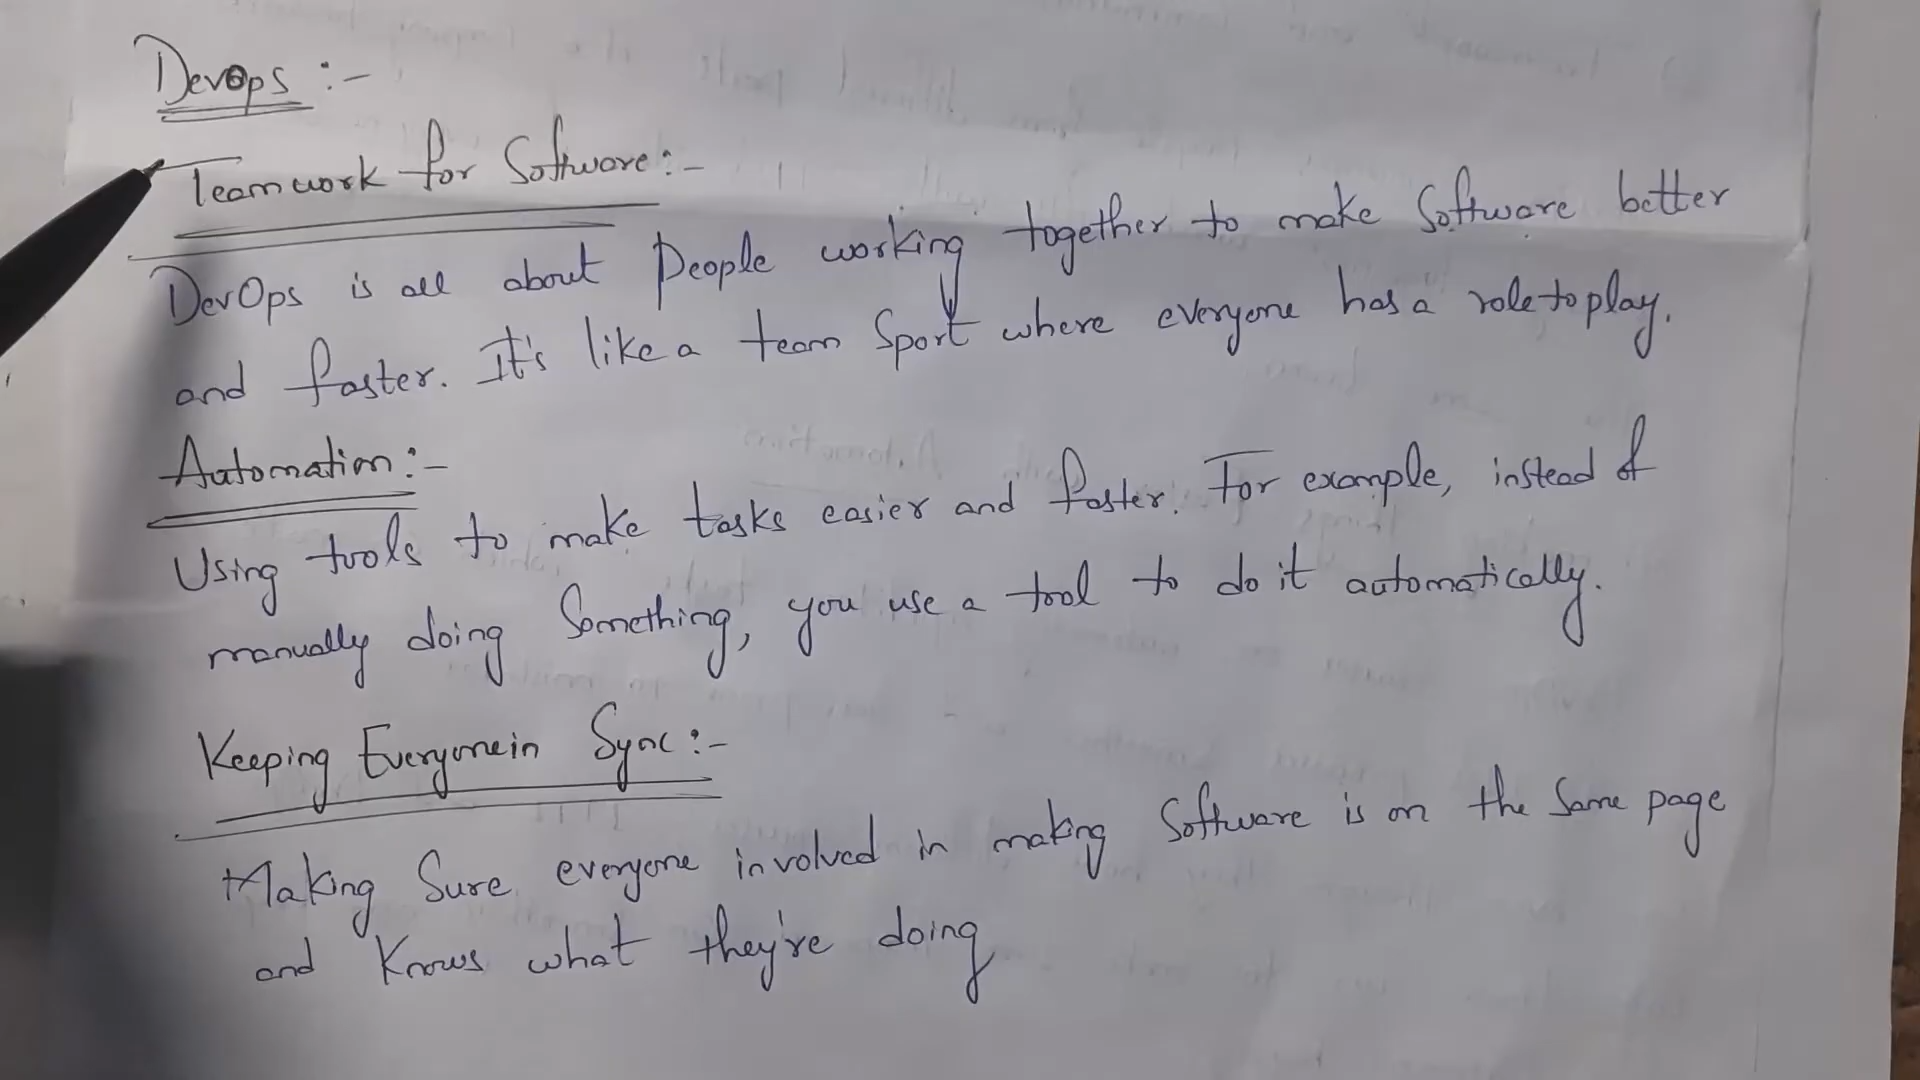 Devops :-
Teamwork for Software:-
DevOps is all about People working together to make Software better
and faster. It's like a team Sport where everyone has a role to play.
Automation:-
Using tools to make tasks easier and faster. For example, instead of
manually doing Something, you use a tool to do it automatically.
Keeping Everyone in Sync:-
Making Sure everyone involved in making Software is on the Same page
and Knows what they're doing